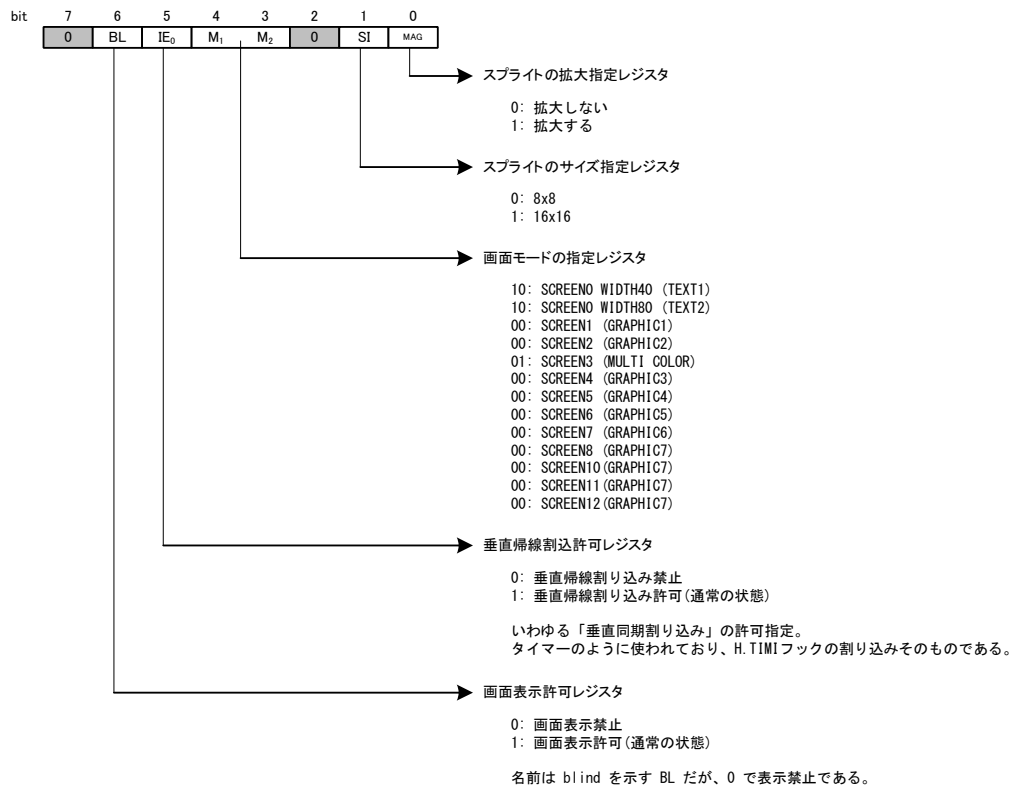 bit 7 6 5 4 3 2 1 0
0 BL IE₀ M₁ M₂ 0 SI MAG
スプライトの拡大指定レジスタ
0: 拡大しない
1: 拡大する
スプライトのサイズ指定レジスタ
0: 8x8
1: 16x16
画面モードの指定レジスタ
10: SCREEN0 WIDTH40 (TEXT1)
10: SCREEN0 WIDTH80 (TEXT2)
00: SCREEN1 (GRAPHIC1)
00: SCREEN2 (GRAPHIC2)
01: SCREEN3 (MULTI COLOR)
00: SCREEN4 (GRAPHIC3)
00: SCREEN5 (GRAPHIC4)
00: SCREEN6 (GRAPHIC5)
00: SCREEN7 (GRAPHIC6)
00: SCREEN8 (GRAPHIC7)
00: SCREEN10(GRAPHIC7)
00: SCREEN11(GRAPHIC7)
00: SCREEN12(GRAPHIC7)
垂直帰線割込許可レジスタ
0: 垂直帰線割り込み禁止
1: 垂直帰線割り込み許可(通常の状態)
いわゆる「垂直同期割り込み」の許可指定。
タイマーのように使われており、H.TIMIフックの割り込みそのものである。
画面表示許可レジスタ
0: 画面表示禁止
1: 画面表示許可(通常の状態)
名前は blind を示す BL だが、0 で表示禁止である。